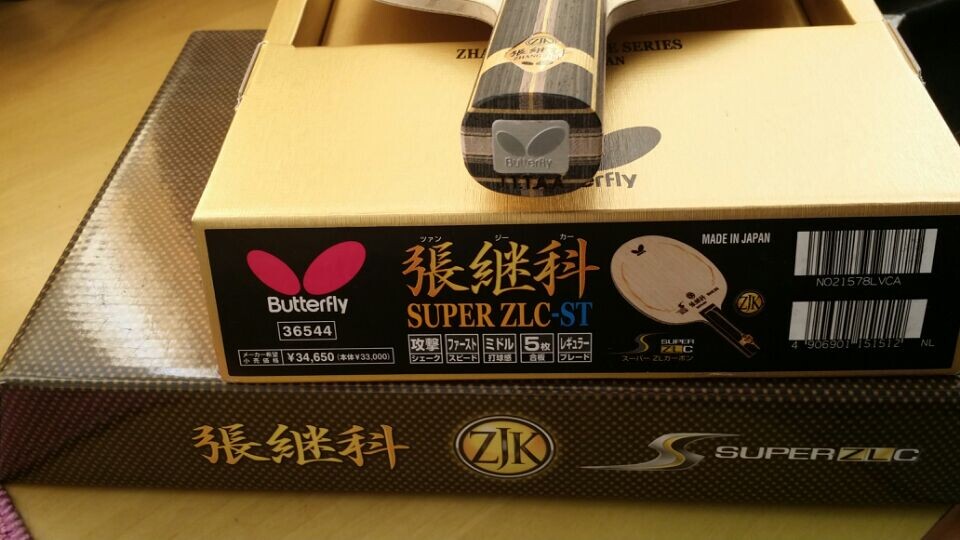 ZJK
張継科
Butterfly
Butterfly
36544
メーカー希望
小売価格
¥34,650 (本体¥33,000)
ツァン ジー カー
張継科
SUPER ZLC-ST
攻撃
シェーク
ファースト
スピード
ミドル
打球感
5枚
合板
レギュラー
ブレード
MADE IN JAPAN
ZJK
SUPER
ZLC
スーパーZLカーボン
NO21578LVCA
4 906901 151512 NL
張継科
ZJK
SUPER ZLC